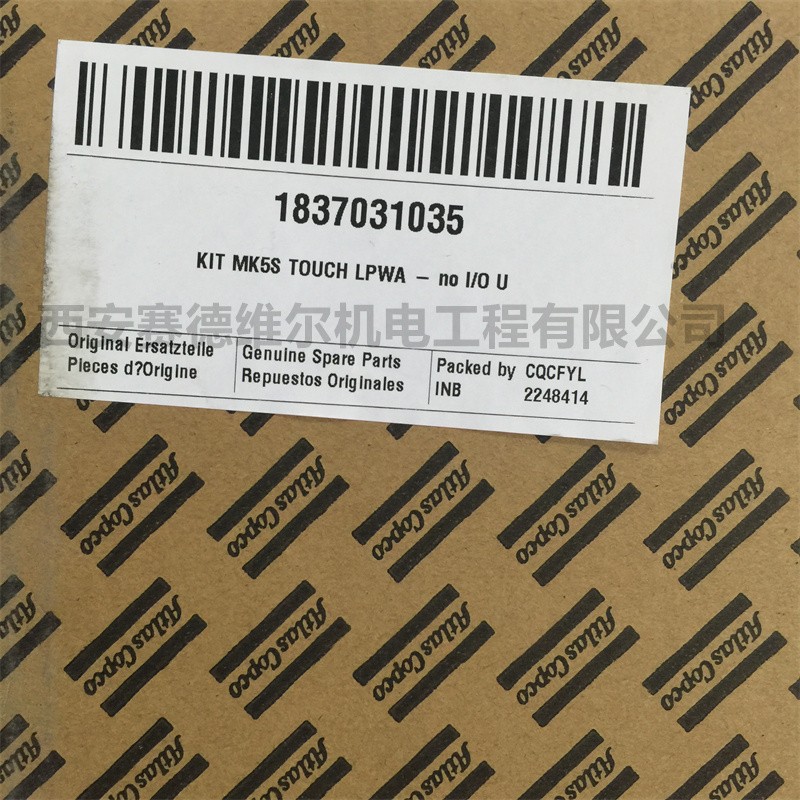 1837031035
KIT MK5S TOUCH LPWA – no I/O U
西安赛德维尔机电工程有限公司
Original Ersatzteile
Pieces d?Origine
Genuine Spare Parts
Repuestos Originales
Packed by CQCFYL
INB 2248414
Atlas Copco